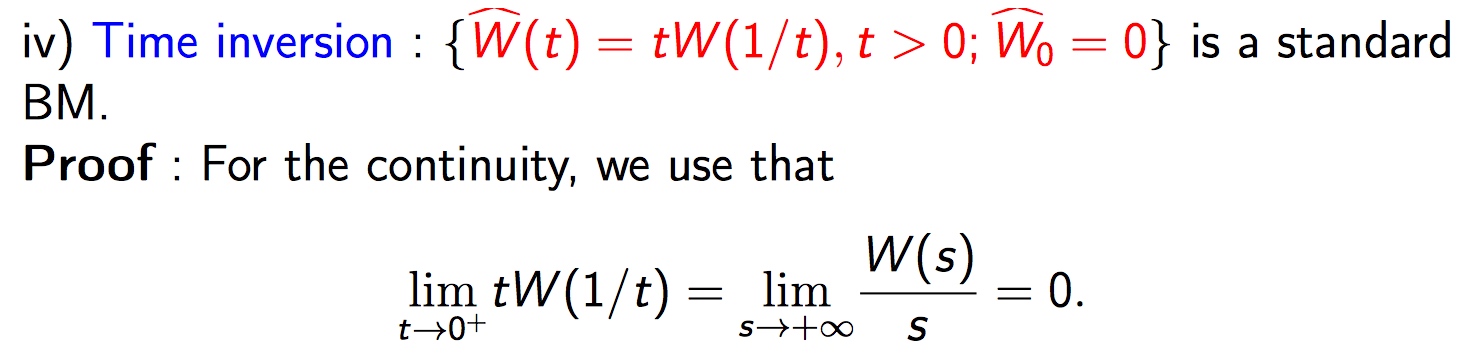 iv) Time inversion : {Ŵ(t) = tW(1/t), t > 0; Ŵ₀ = 0} is a standard
BM.
Proof : For the continuity, we use that
lim_{t→0⁺} tW(1/t) = lim_{s→+∞} W(s)/s = 0.